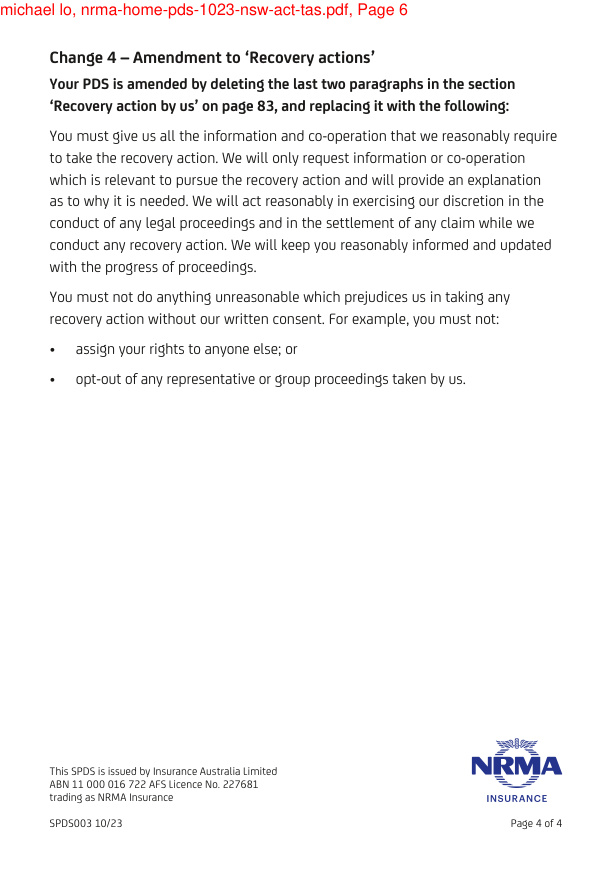 michael lo, nrma-home-pds-1023-nsw-act-tas.pdf, Page 6
Change 4 – Amendment to ‘Recovery actions’
Your PDS is amended by deleting the last two paragraphs in the section
‘Recovery action by us’ on page 83, and replacing it with the following:
You must give us all the information and co-operation that we reasonably require
to take the recovery action. We will only request information or co-operation
which is relevant to pursue the recovery action and will provide an explanation
as to why it is needed. We will act reasonably in exercising our discretion in the
conduct of any legal proceedings and in the settlement of any claim while we
conduct any recovery action. We will keep you reasonably informed and updated
with the progress of proceedings.
You must not do anything unreasonable which prejudices us in taking any
recovery action without our written consent. For example, you must not:
• assign your rights to anyone else; or
• opt-out of any representative or group proceedings taken by us.
This SPDS is issued by Insurance Australia Limited
ABN 11 000 016 722 AFS Licence No. 227681
trading as NRMA Insurance
NRMA
INSURANCE
SPDS003 10/23
Page 4 of 4